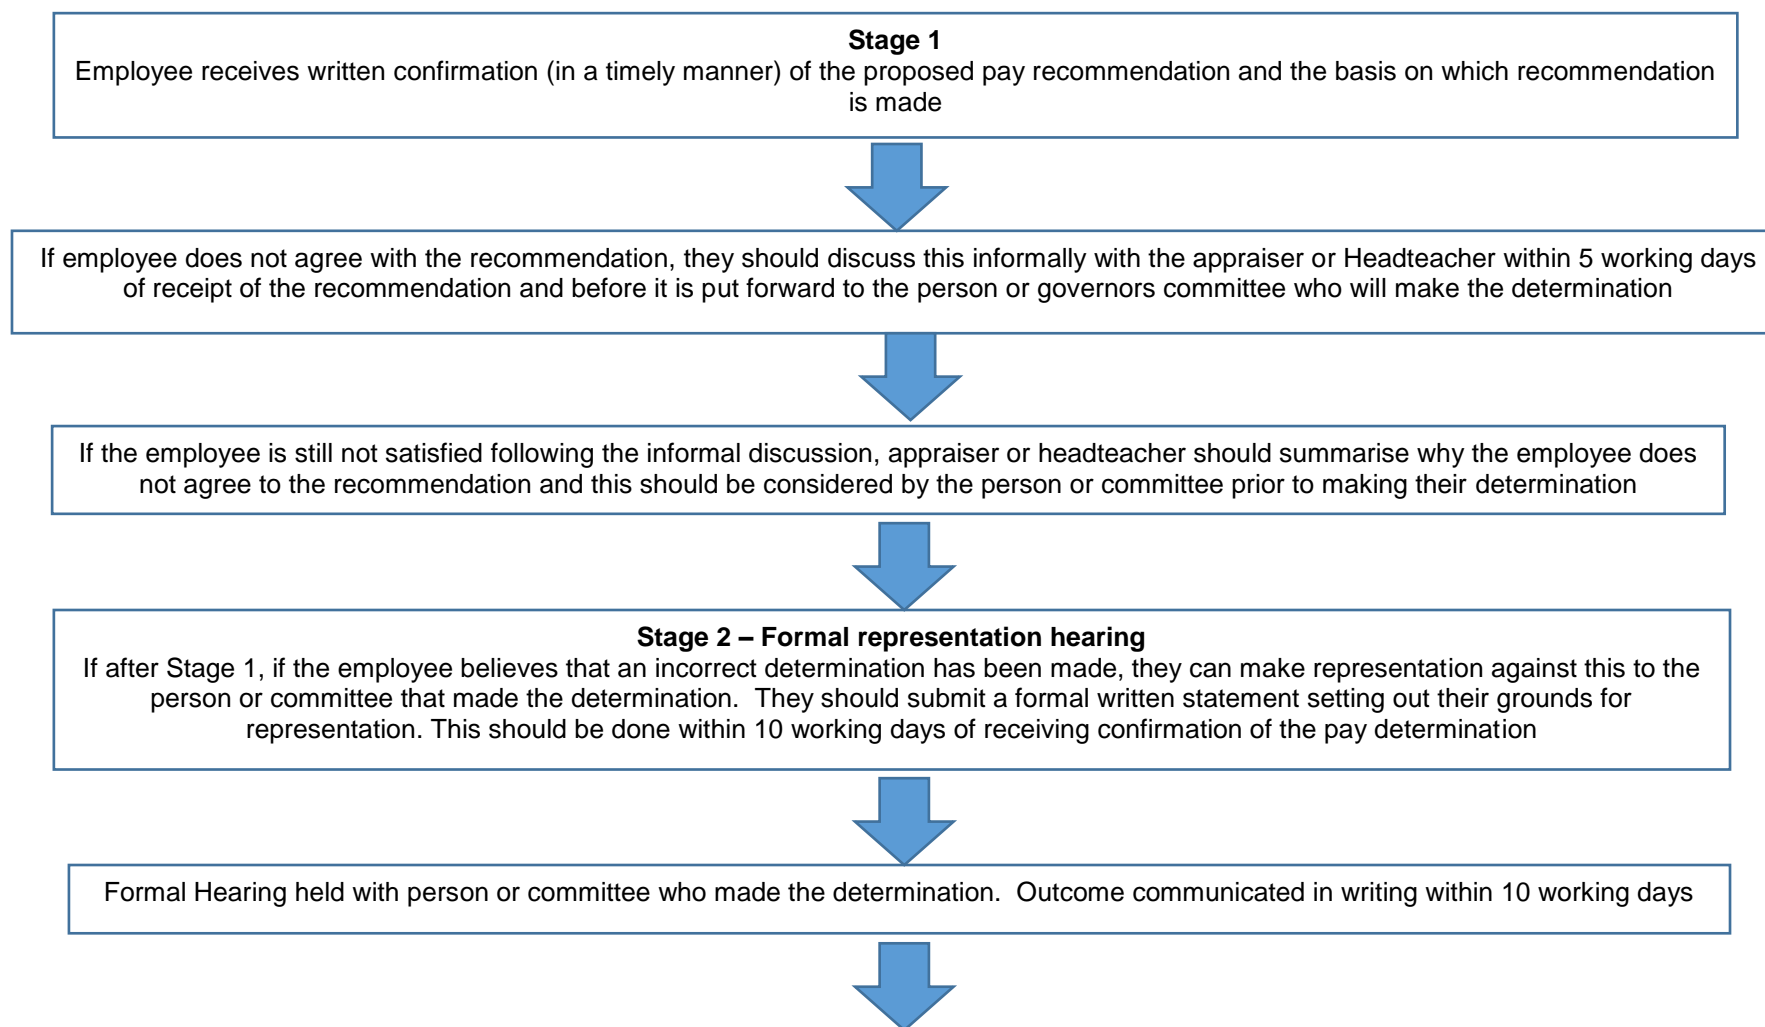 Stage 1
Employee receives written confirmation (in a timely manner) of the proposed pay recommendation and the basis on which recommendation
is made
If employee does not agree with the recommendation, they should discuss this informally with the appraiser or Headteacher within 5 working days
of receipt of the recommendation and before it is put forward to the person or governors committee who will make the determination
If the employee is still not satisfied following the informal discussion, appraiser or headteacher should summarise why the employee does
not agree to the recommendation and this should be considered by the person or committee prior to making their determination
Stage 2 – Formal representation hearing
If after Stage 1, if the employee believes that an incorrect determination has been made, they can make representation against this to the
person or committee that made the determination.  They should submit a formal written statement setting out their grounds for
representation. This should be done within 10 working days of receiving confirmation of the pay determination
Formal Hearing held with person or committee who made the determination.  Outcome communicated in writing within 10 working days